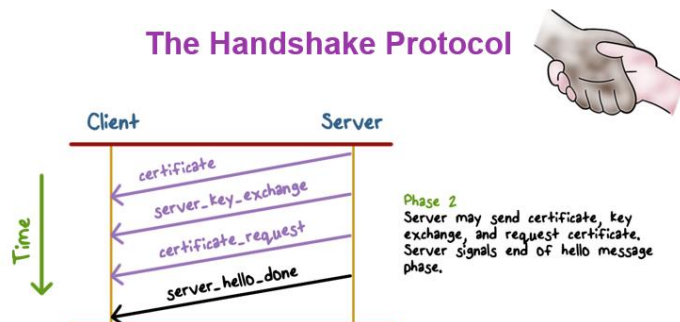 The Handshake Protocol
Client
Server
Time
certificate
server_key_exchange
certificate_request
server_hello_done
Phase 2
Server may send certificate, key
exchange, and request certificate.
Server signals end of hello message
phase.